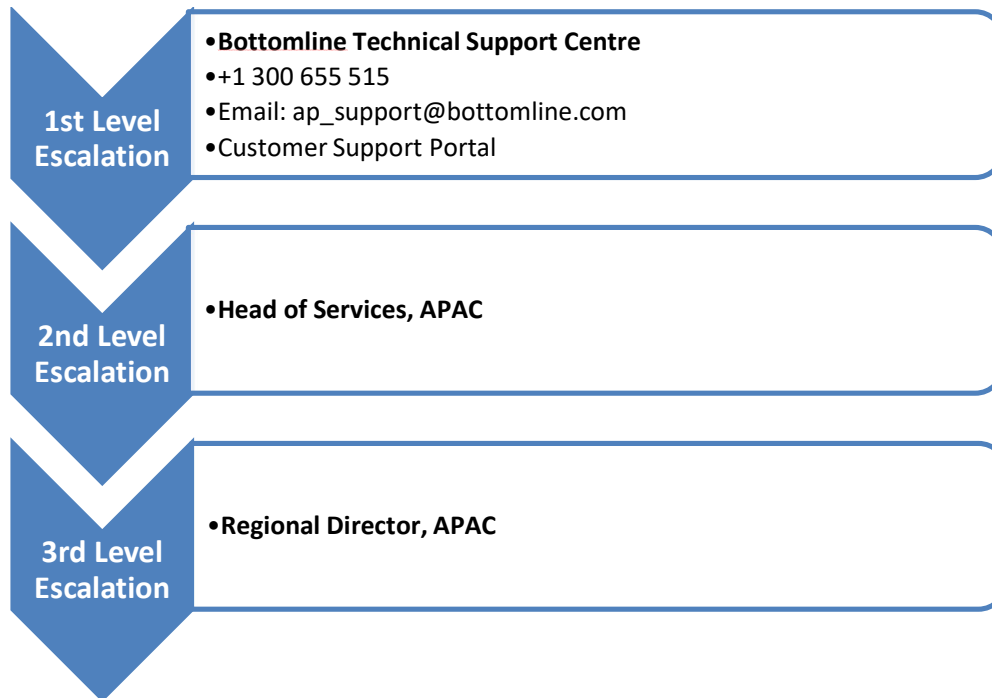 1st Level
Escalation
•Bottomline Technical Support Centre
•+1 300 655 515
•Email: ap_support@bottomline.com
•Customer Support Portal
2nd Level
Escalation
•Head of Services, APAC
3rd Level
Escalation
•Regional Director, APAC